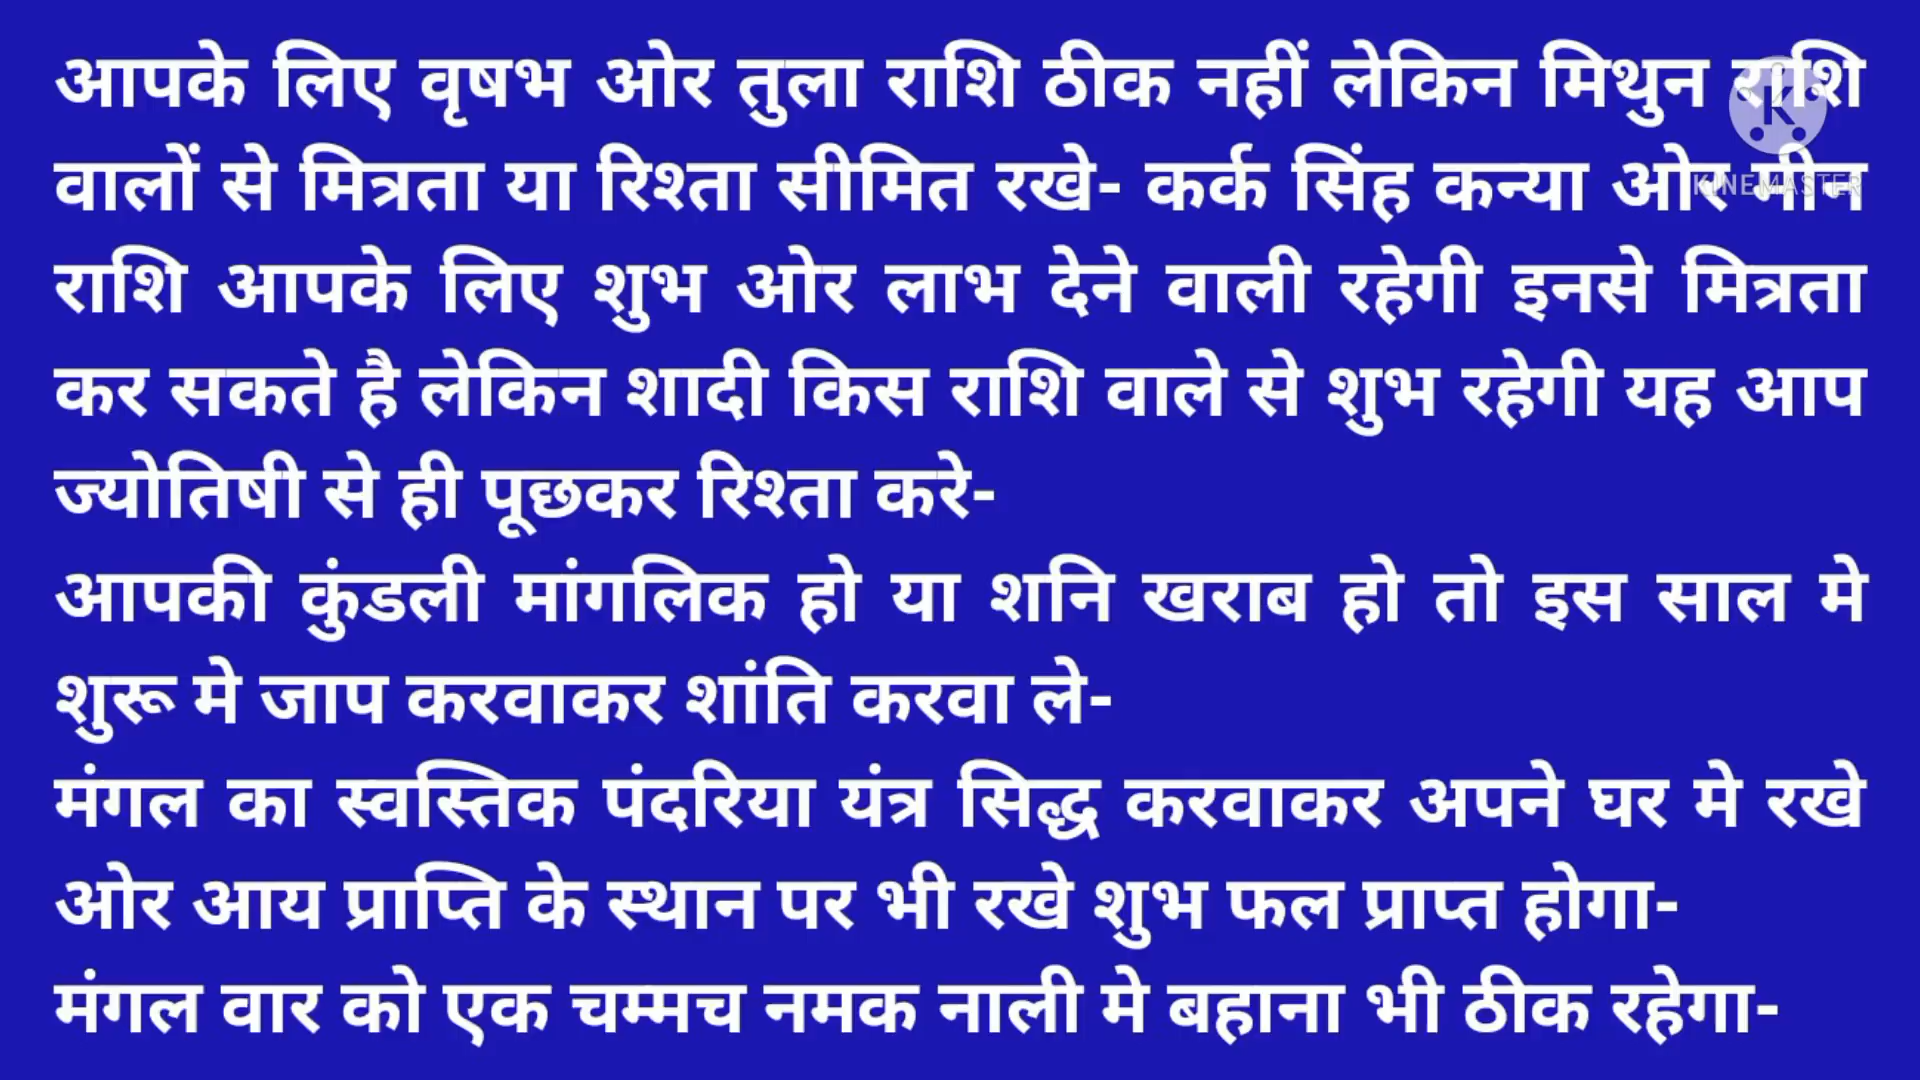 आपके लिए वृषभ ओर तुला राशि ठीक नहीं लेकिन मिथुन राशि
वालों से मित्रता या रिश्ता सीमित रखे- कर्क सिंह कन्या ओर मीन
राशि आपके लिए शुभ ओर लाभ देने वाली रहेगी इनसे मित्रता
कर सकते है लेकिन शादी किस राशि वाले से शुभ रहेगी यह आप
ज्योतिषी से ही पूछकर रिश्ता करे-
आपकी कुंडली मांगलिक हो या शनि खराब हो तो इस साल मे
शुरू मे जाप करवाकर शांति करवा ले-
मंगल का स्वस्तिक पंदरिया यंत्र सिद्ध करवाकर अपने घर मे रखे
ओर आय प्राप्ति के स्थान पर भी रखे शुभ फल प्राप्त होगा-
मंगल वार को एक चम्मच नमक नाली मे बहाना भी ठीक रहेगा-
K
KINEMASTER